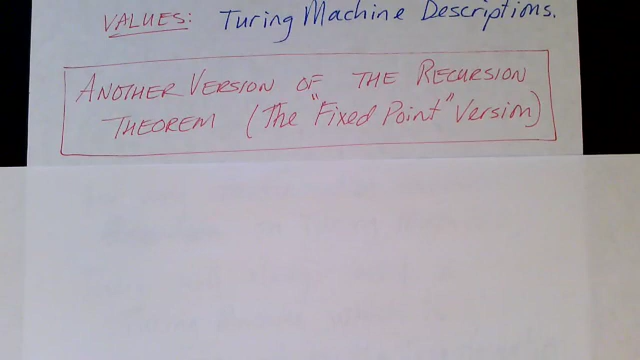 VALUES: Turing Machine Descriptions.
ANOTHER VERSION OF THE RECURSION
THEOREM (The "Fixed Point" Version)